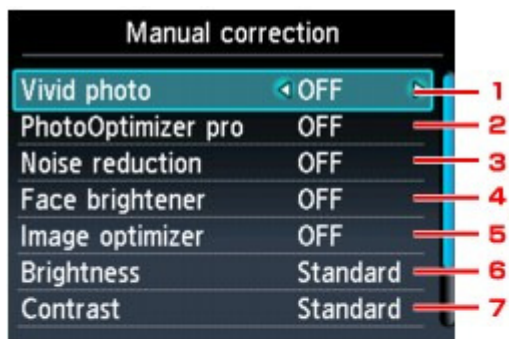 Manual correction
Vivid photo OFF 1
PhotoOptimizer pro OFF 2
Noise reduction OFF 3
Face brightener OFF 4
Image optimizer OFF 5
Brightness Standard 6
Contrast Standard 7